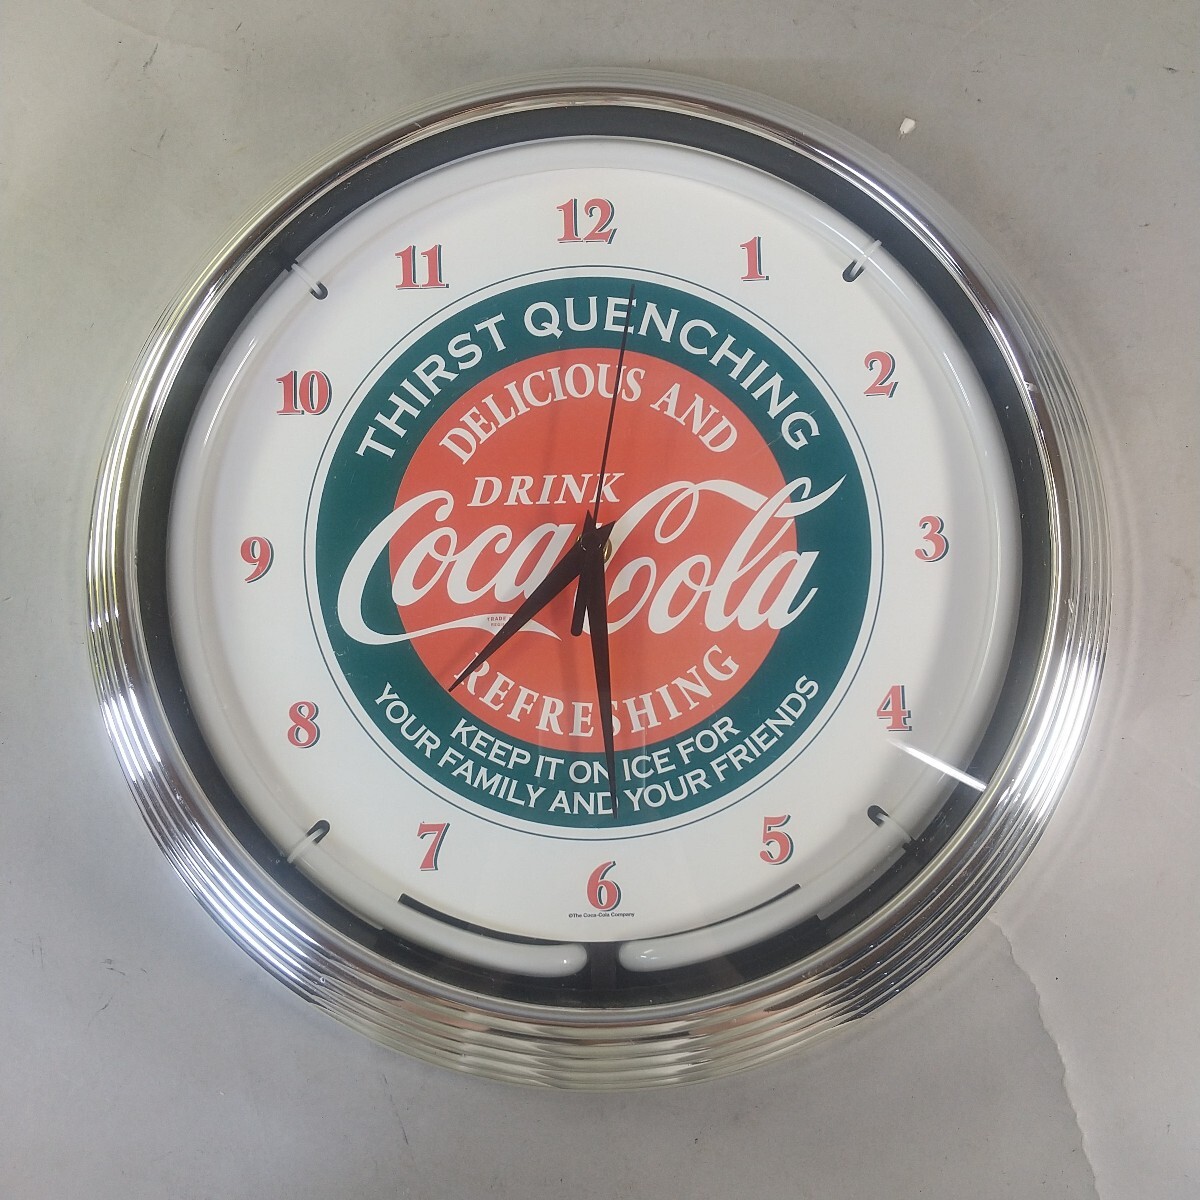 12
1
2
3
4
5
6
7
8
9
10
11
THIRST QUENCHING
DELICIOUS AND
DRINK
Coca-Cola
REFRESHING
KEEP IT ON ICE FOR
YOUR FAMILY AND YOUR FRIENDS
©The Coca-Cola Company